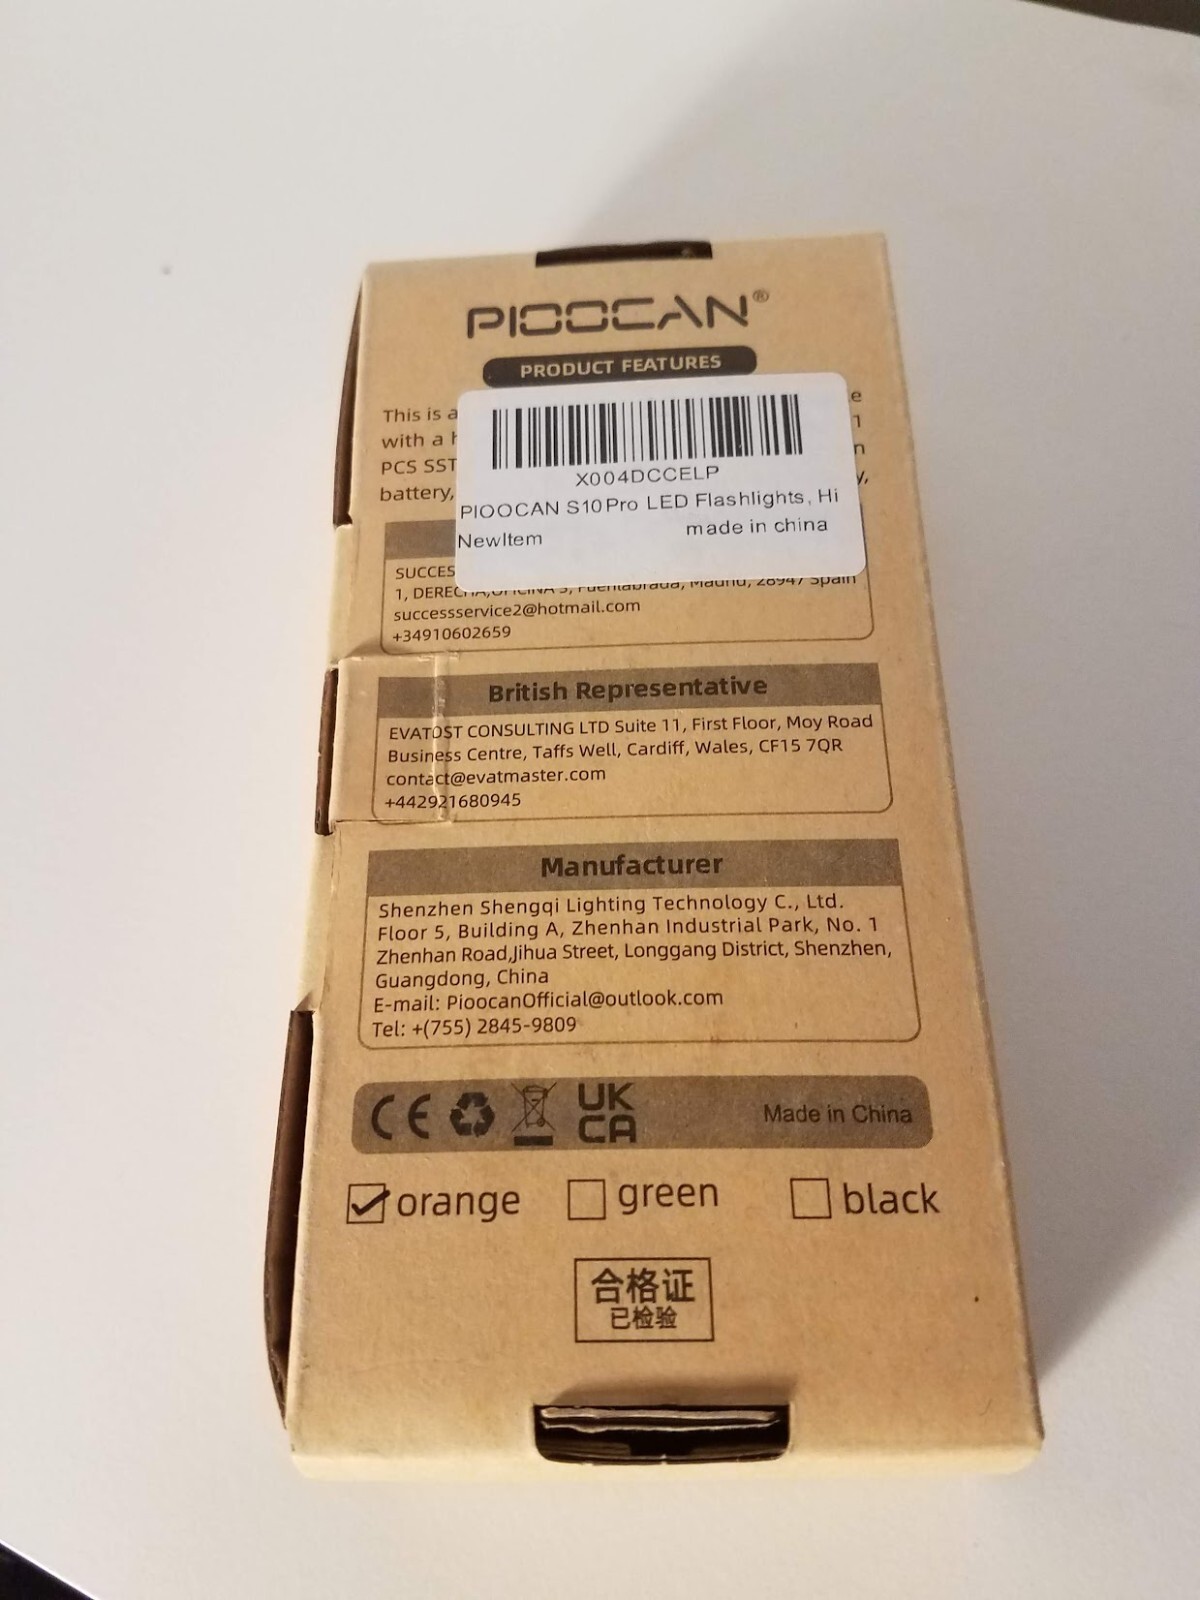 PIOOCAN®
PRODUCT FEATURES
This is a
with a
PCS SST
battery,
X004DCCELP
PIOOCAN S10Pro LED Flashlights, Hi
NewItem made in china
SUCCES
1, DERECHA,OFICINA 3, Fuenlabrada, Madrid, 28947 Spain
successservice2@hotmail.com
+34910602659
British Representative
EVATOST CONSULTING LTD Suite 11, First Floor, Moy Road
Business Centre, Taffs Well, Cardiff, Wales, CF15 7QR
contact@evatmaster.com
+442921680945
Manufacturer
Shenzhen Shengqi Lighting Technology C., Ltd.
Floor 5, Building A, Zhenhan Industrial Park, No. 1
Zhenhan Road,Jihua Street, Longgang District, Shenzhen,
Guangdong, China
E-mail: PioocanOfficial@outlook.com
Tel: +(755) 2845-9809
CE UK CA Made in China
orange green black
合格证
已检验